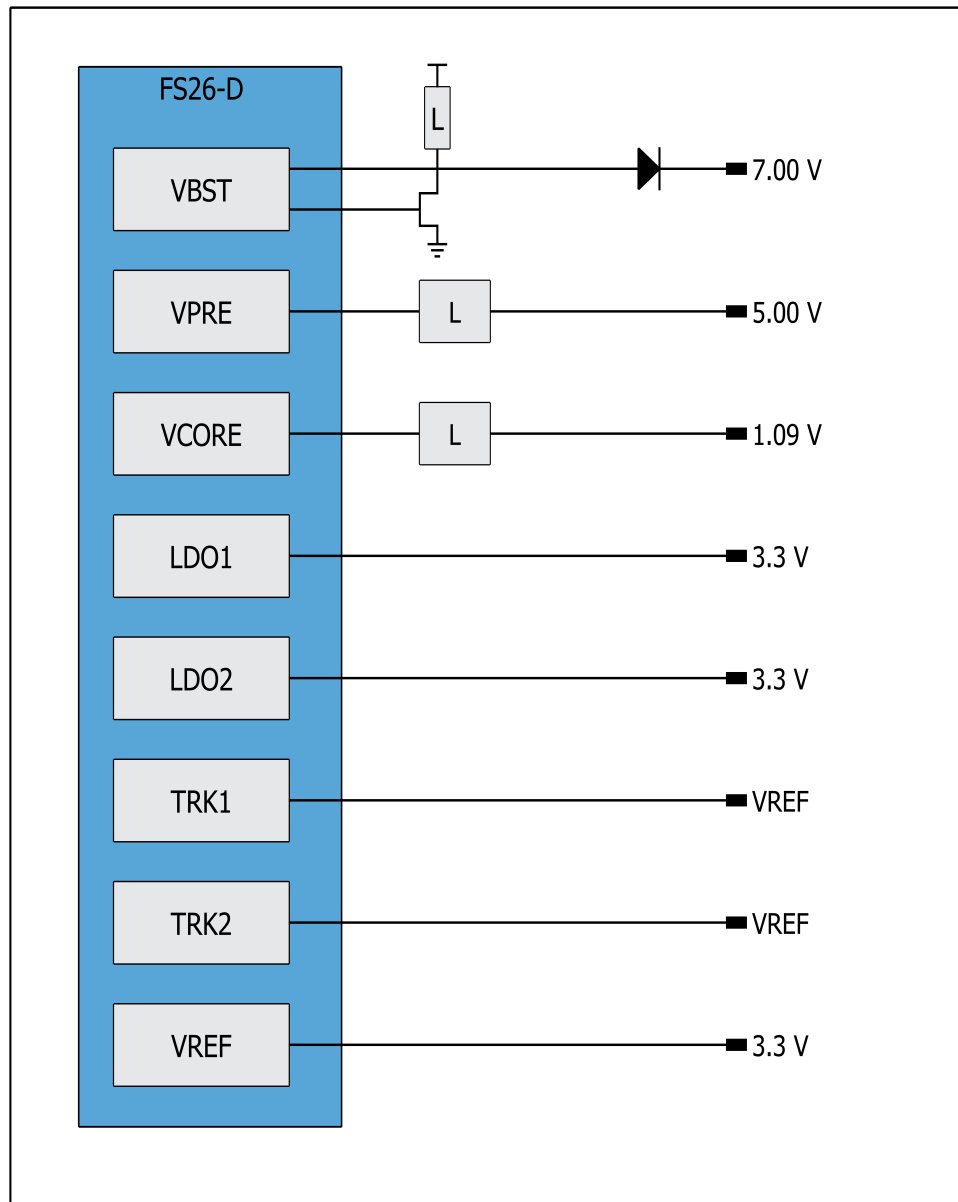 FS26-D
L
VBST
7.00 V
VPRE
L
5.00 V
VCORE
L
1.09 V
LDO1
3.3 V
LDO2
3.3 V
TRK1
VREF
TRK2
VREF
VREF
3.3 V